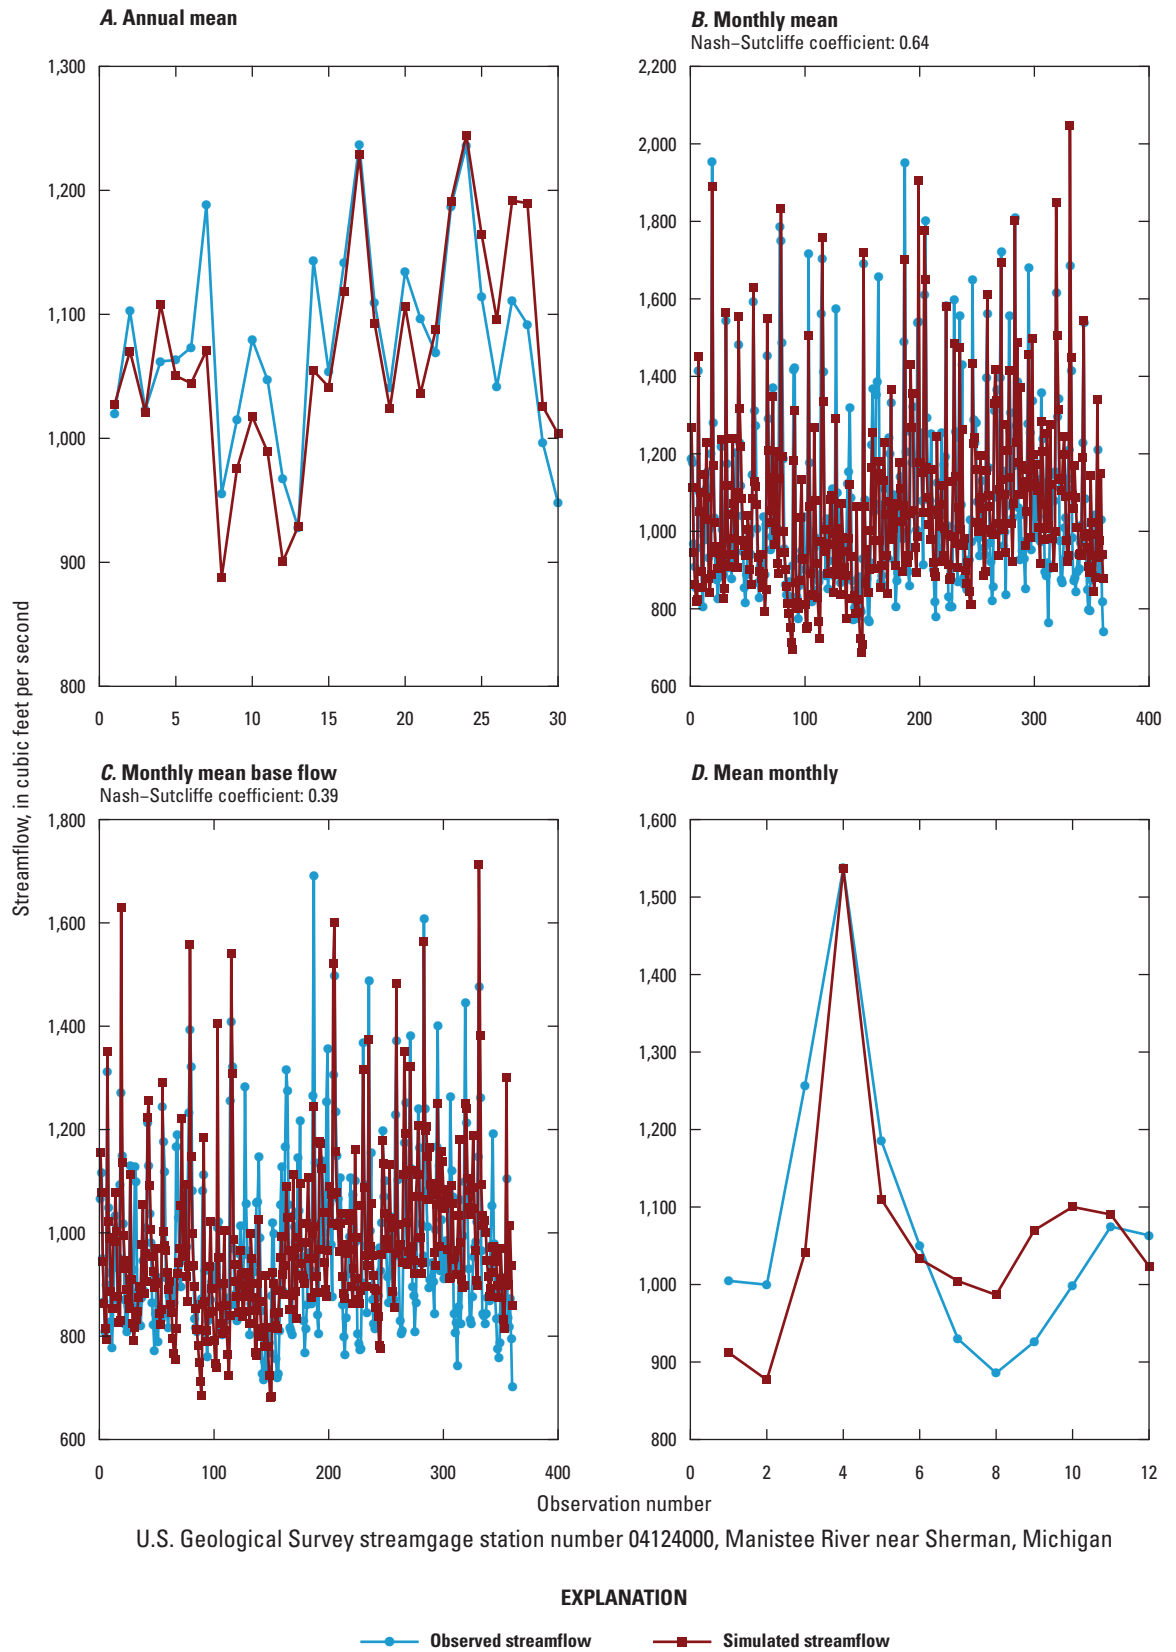 A. Annual mean
1,300
1,200
1,100
1,000
900
800
0 5 10 15 20 25 30
B. Monthly mean
Nash–Sutcliffe coefficient: 0.64
2,200
2,000
1,800
1,600
1,400
1,200
1,000
800
600
0 100 200 300 400
Streamflow, in cubic feet per second
C. Monthly mean base flow
Nash–Sutcliffe coefficient: 0.39
1,800
1,600
1,400
1,200
1,000
800
600
0 100 200 300 400
D. Mean monthly
1,600
1,500
1,400
1,300
1,200
1,100
1,000
900
800
0 2 4 6 8 10 12
Observation number
U.S. Geological Survey streamgage station number 04124000, Manistee River near Sherman, Michigan
EXPLANATION
Observed streamflow
Simulated streamflow